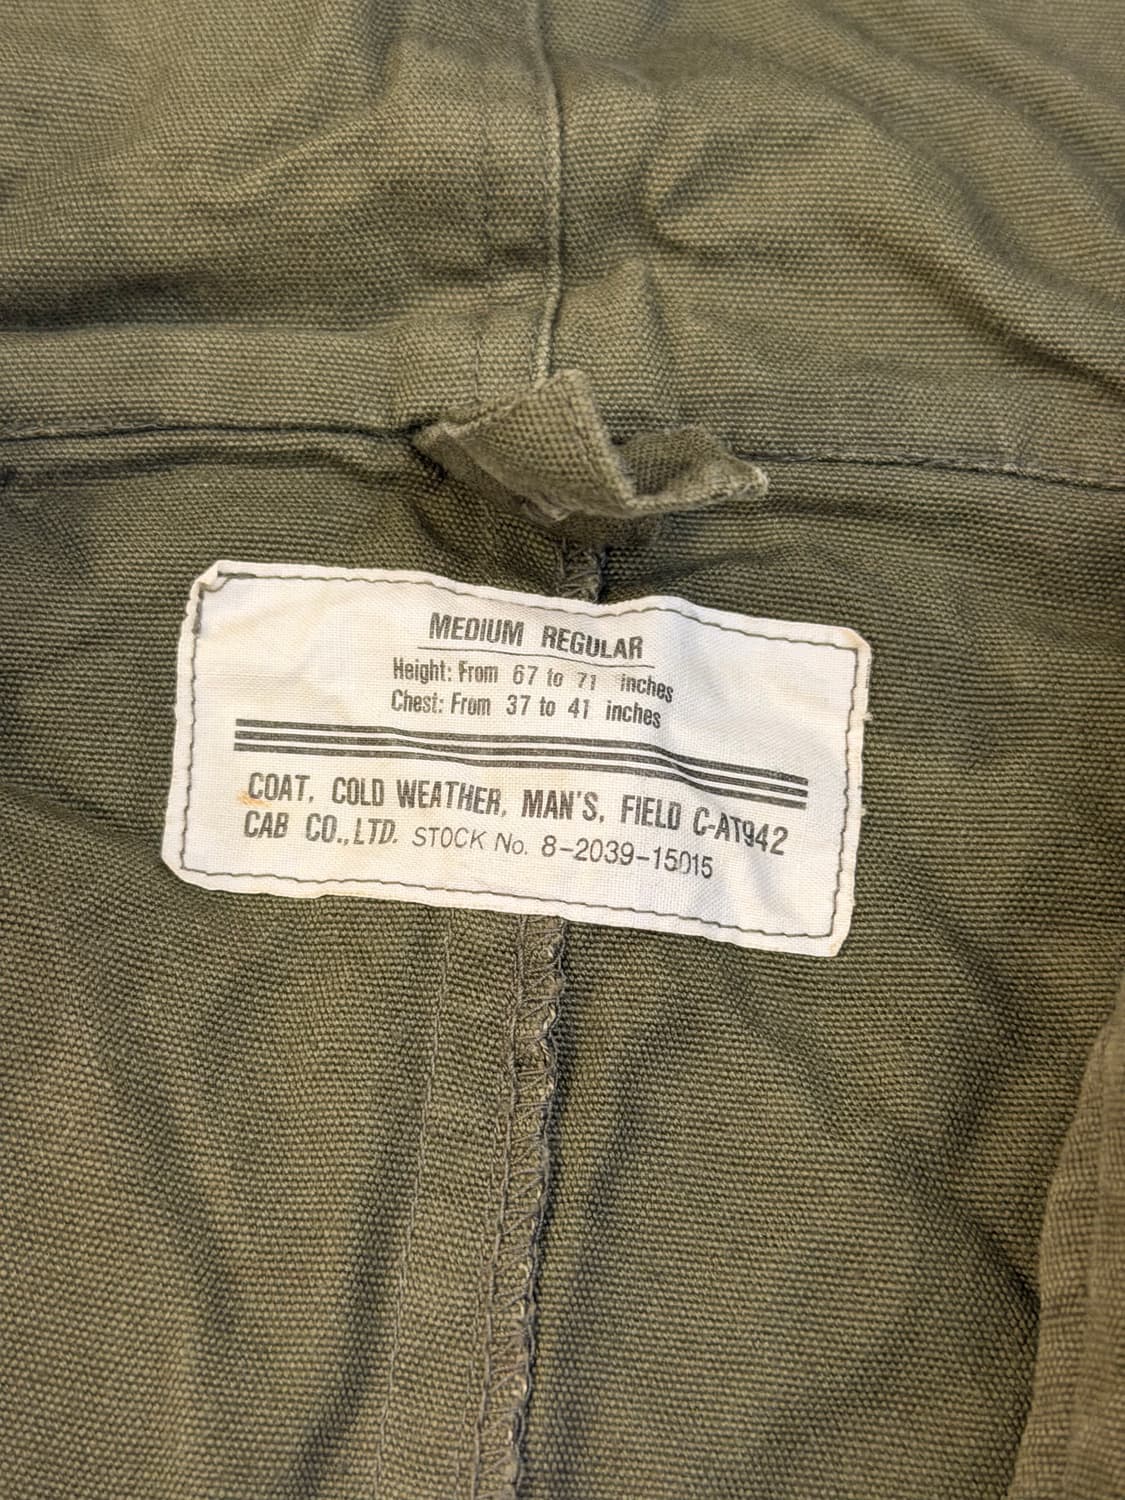 MEDIUM REGULAR
Height: From 67 to 71 inches
Chest: From 37 to 41 inches
COAT, COLD WEATHER, MAN'S, FIELD C-AT942
CAB CO.,LTD. STOCK No. 8-2039-15015